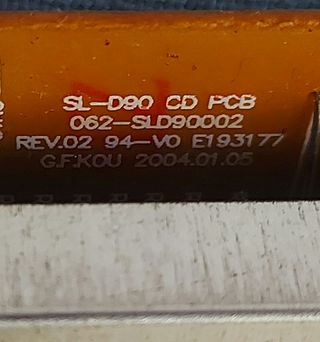 SL-D90 CD PCB
062-SLD90002
REV.02 94-V0 E193177
G.F.KOU 2004.01.05